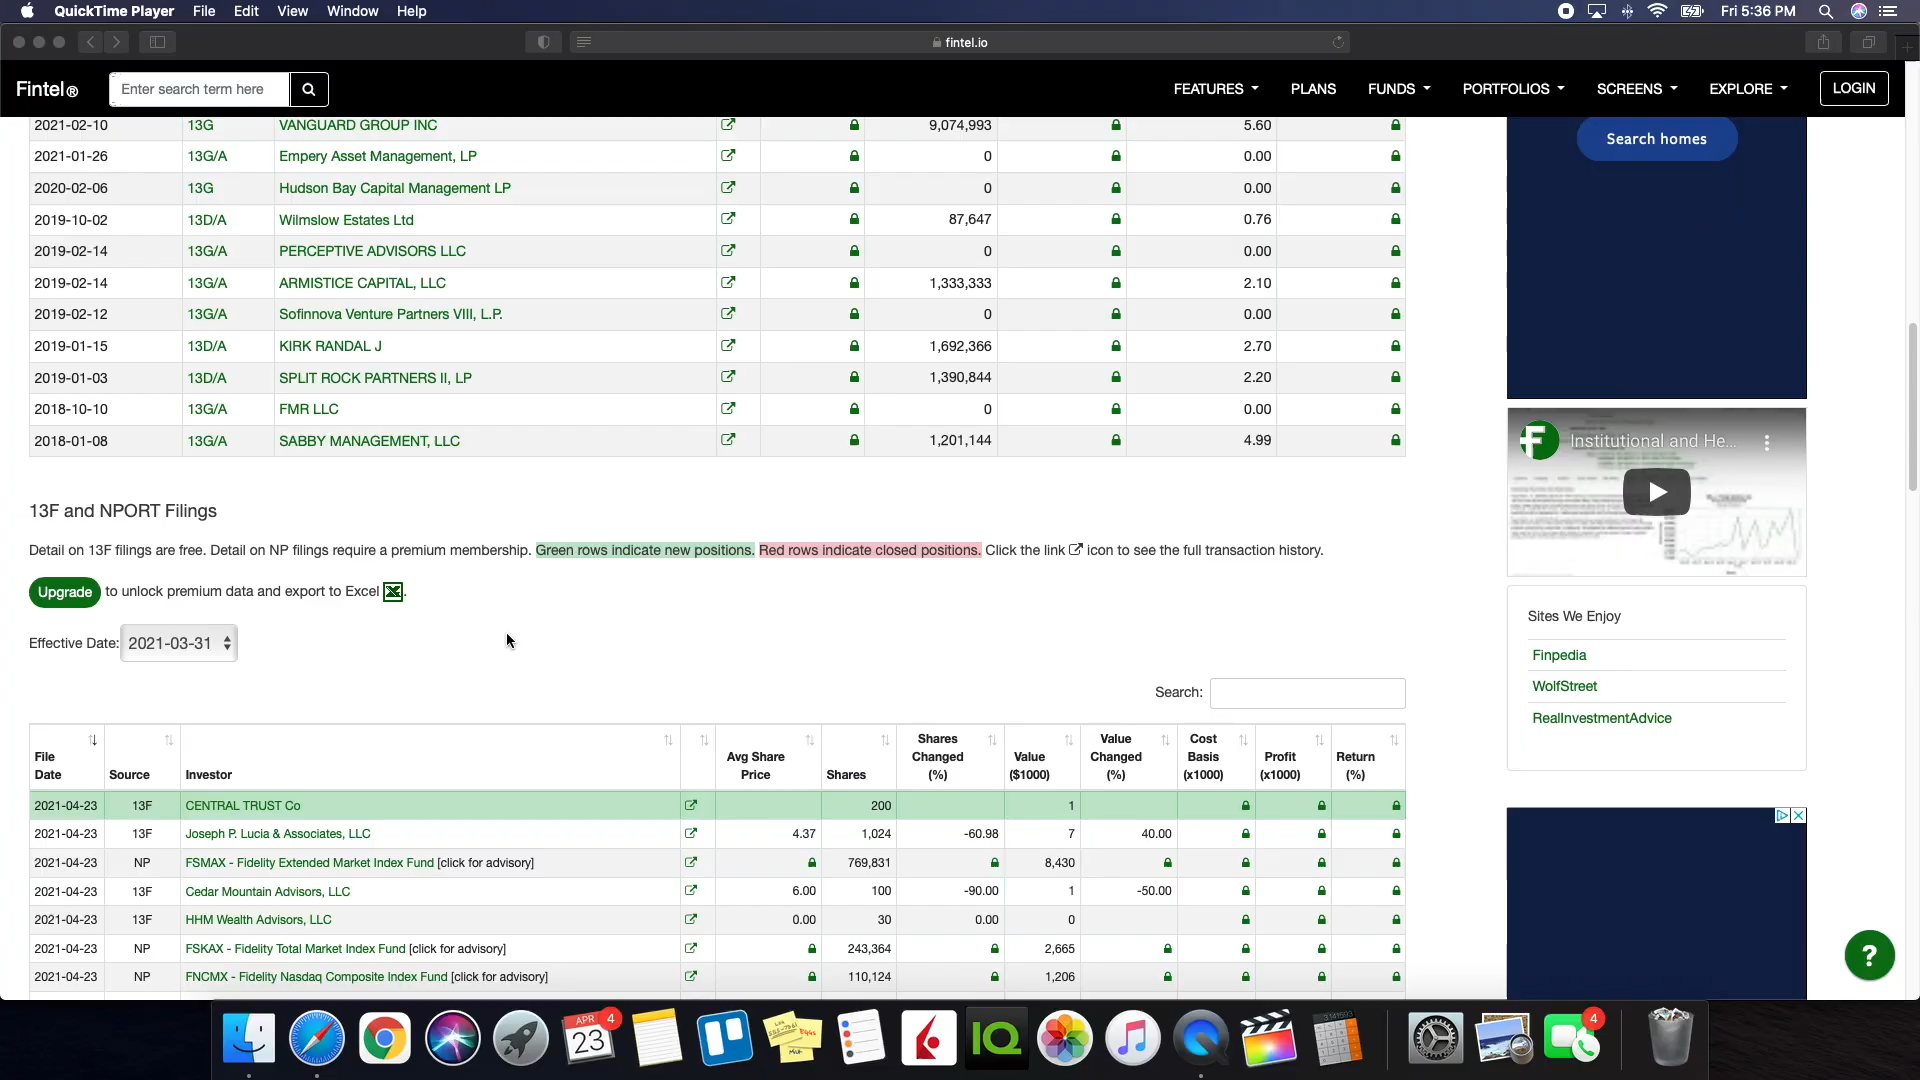 QuickTime Player File Edit View Window Help Fri 5:36 PM
fintel.io
Fintel® Enter search term here FEATURES PLANS FUNDS PORTFOLIOS SCREENS EXPLORE LOGIN
2021-02-10 13G VANGUARD GROUP INC 9,074,993 5.60
2021-01-26 13G/A Empery Asset Management, LP 0 0.00
2020-02-06 13G Hudson Bay Capital Management LP 0 0.00
2019-10-02 13D/A Wilmslow Estates Ltd 87,647 0.76
2019-02-14 13G/A PERCEPTIVE ADVISORS LLC 0 0.00
2019-02-14 13G/A ARMISTICE CAPITAL, LLC 1,333,333 2.10
2019-02-12 13G/A Sofinnova Venture Partners VIII, L.P. 0 0.00
2019-01-15 13D/A KIRK RANDAL J 1,692,366 2.70
2019-01-03 13D/A SPLIT ROCK PARTNERS II, LP 1,390,844 2.20
2018-10-10 13G/A FMR LLC 0 0.00
2018-01-08 13G/A SABBY MANAGEMENT, LLC 1,201,144 4.99
13F and NPORT Filings
Detail on 13F filings are free. Detail on NP filings require a premium membership. Green rows indicate new positions. Red rows indicate closed positions. Click the link icon to see the full transaction history.
Upgrade to unlock premium data and export to Excel .
Effective Date: 2021-03-31
Search:
File Date Source Investor Avg Share Price Shares Shares Changed (%) Value ($1000) Value Changed (%) Cost Basis (x1000) Profit (x1000) Return (%)
2021-04-23 13F CENTRAL TRUST Co 200 1
2021-04-23 13F Joseph P. Lucia & Associates, LLC 4.37 1,024 -60.98 7 40.00
2021-04-23 NP FSMAX - Fidelity Extended Market Index Fund [click for advisory] 769,831 8,430
2021-04-23 13F Cedar Mountain Advisors, LLC 6.00 100 -90.00 1 -50.00
2021-04-23 13F HHM Wealth Advisors, LLC 0.00 30 0.00 0
2021-04-23 NP FSKAX - Fidelity Total Market Index Fund [click for advisory] 243,364 2,665
2021-04-23 NP FNCMX - Fidelity Nasdaq Composite Index Fund [click for advisory] 110,124 1,206
Search homes
Institutional and He...
Sites We Enjoy
Finpedia
WolfStreet
RealInvestmentAdvice
?
APR 4
23
IQ
4